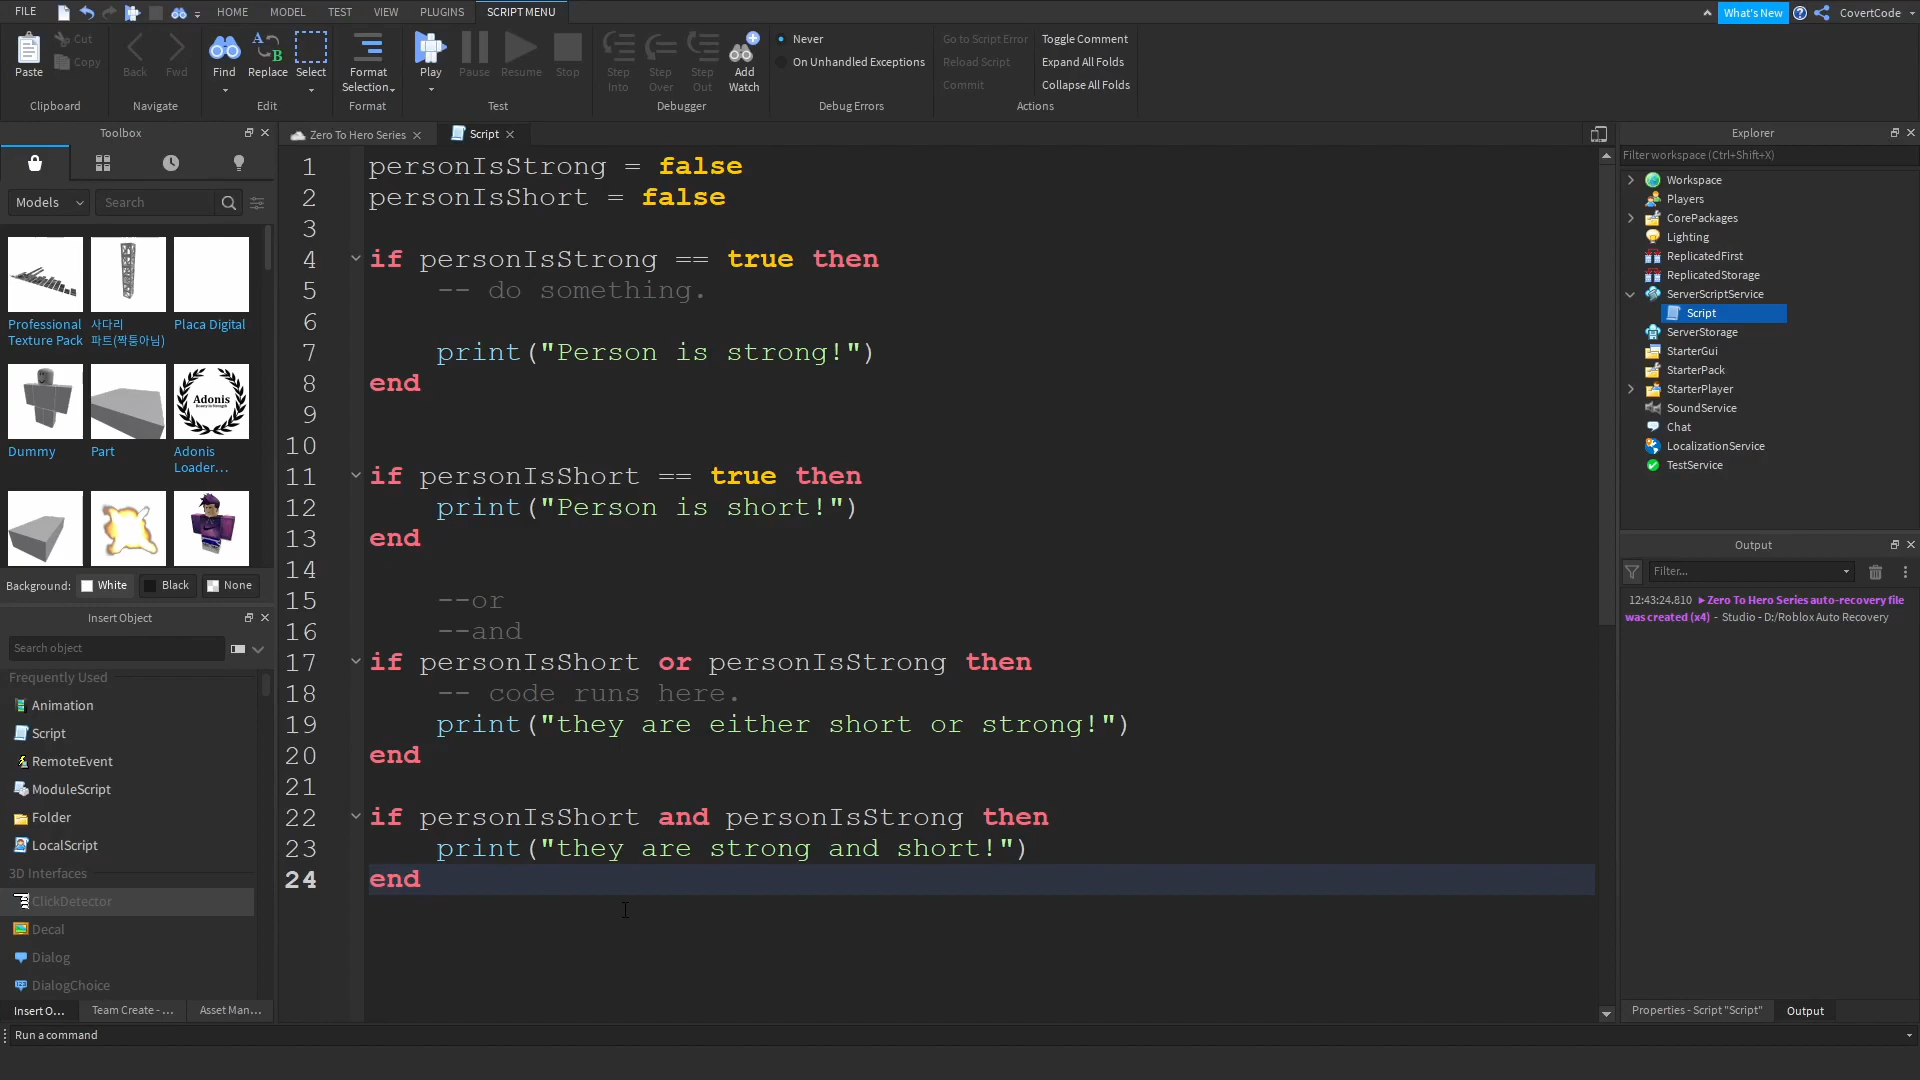 FILE HOME MODEL TEST VIEW PLUGINS SCRIPT MENU What's New CovertCode
Paste Cut Copy Back Fwd Find Replace Select Format Selection Play Pause Resume Stop Step Into Step Over Step Out Add Watch
Never
On Unhandled Exceptions
Go to Script Error
Reload Script
Commit
Toggle Comment
Expand All Folds
Collapse All Folds
Clipboard Navigate Edit Format Test Debugger Debug Errors Actions
Toolbox
Models Search
Professional Texture Pack
사다리 파트(짝퉁아님)
Placa Digital
Adonis
Dummy
Part
Adonis Loader...
Background: White Black None
Insert Object
Search object
Frequently Used
Animation
Script
RemoteEvent
ModuleScript
Folder
LocalScript
3D Interfaces
ClickDetector
Decal
Dialog
DialogChoice
Insert O... Team Create - ... Asset Man...
Run a command
Zero To Hero Series Script
1 personIsStrong = false
2 personIsShort = false
3
4 if personIsStrong == true then
5 -- do something.
6
7 print("Person is strong!")
8 end
9
10
11 if personIsShort == true then
12 print("Person is short!")
13 end
14
15 --or
16 --and
17 if personIsShort or personIsStrong then
18 -- code runs here.
19 print("they are either short or strong!")
20 end
21
22 if personIsShort and personIsStrong then
23 print("they are strong and short!")
24 end
Explorer
Filter workspace (Ctrl+Shift+X)
Workspace
Players
CorePackages
Lighting
ReplicatedFirst
ReplicatedStorage
ServerScriptService
Script
ServerStorage
StarterGui
StarterPack
StarterPlayer
SoundService
Chat
LocalizationService
TestService
Output
Filter...
12:43:24.810 Zero To Hero Series auto-recovery file
was created (x4) - Studio - D:/Roblox Auto Recovery
Properties - Script "Script" Output